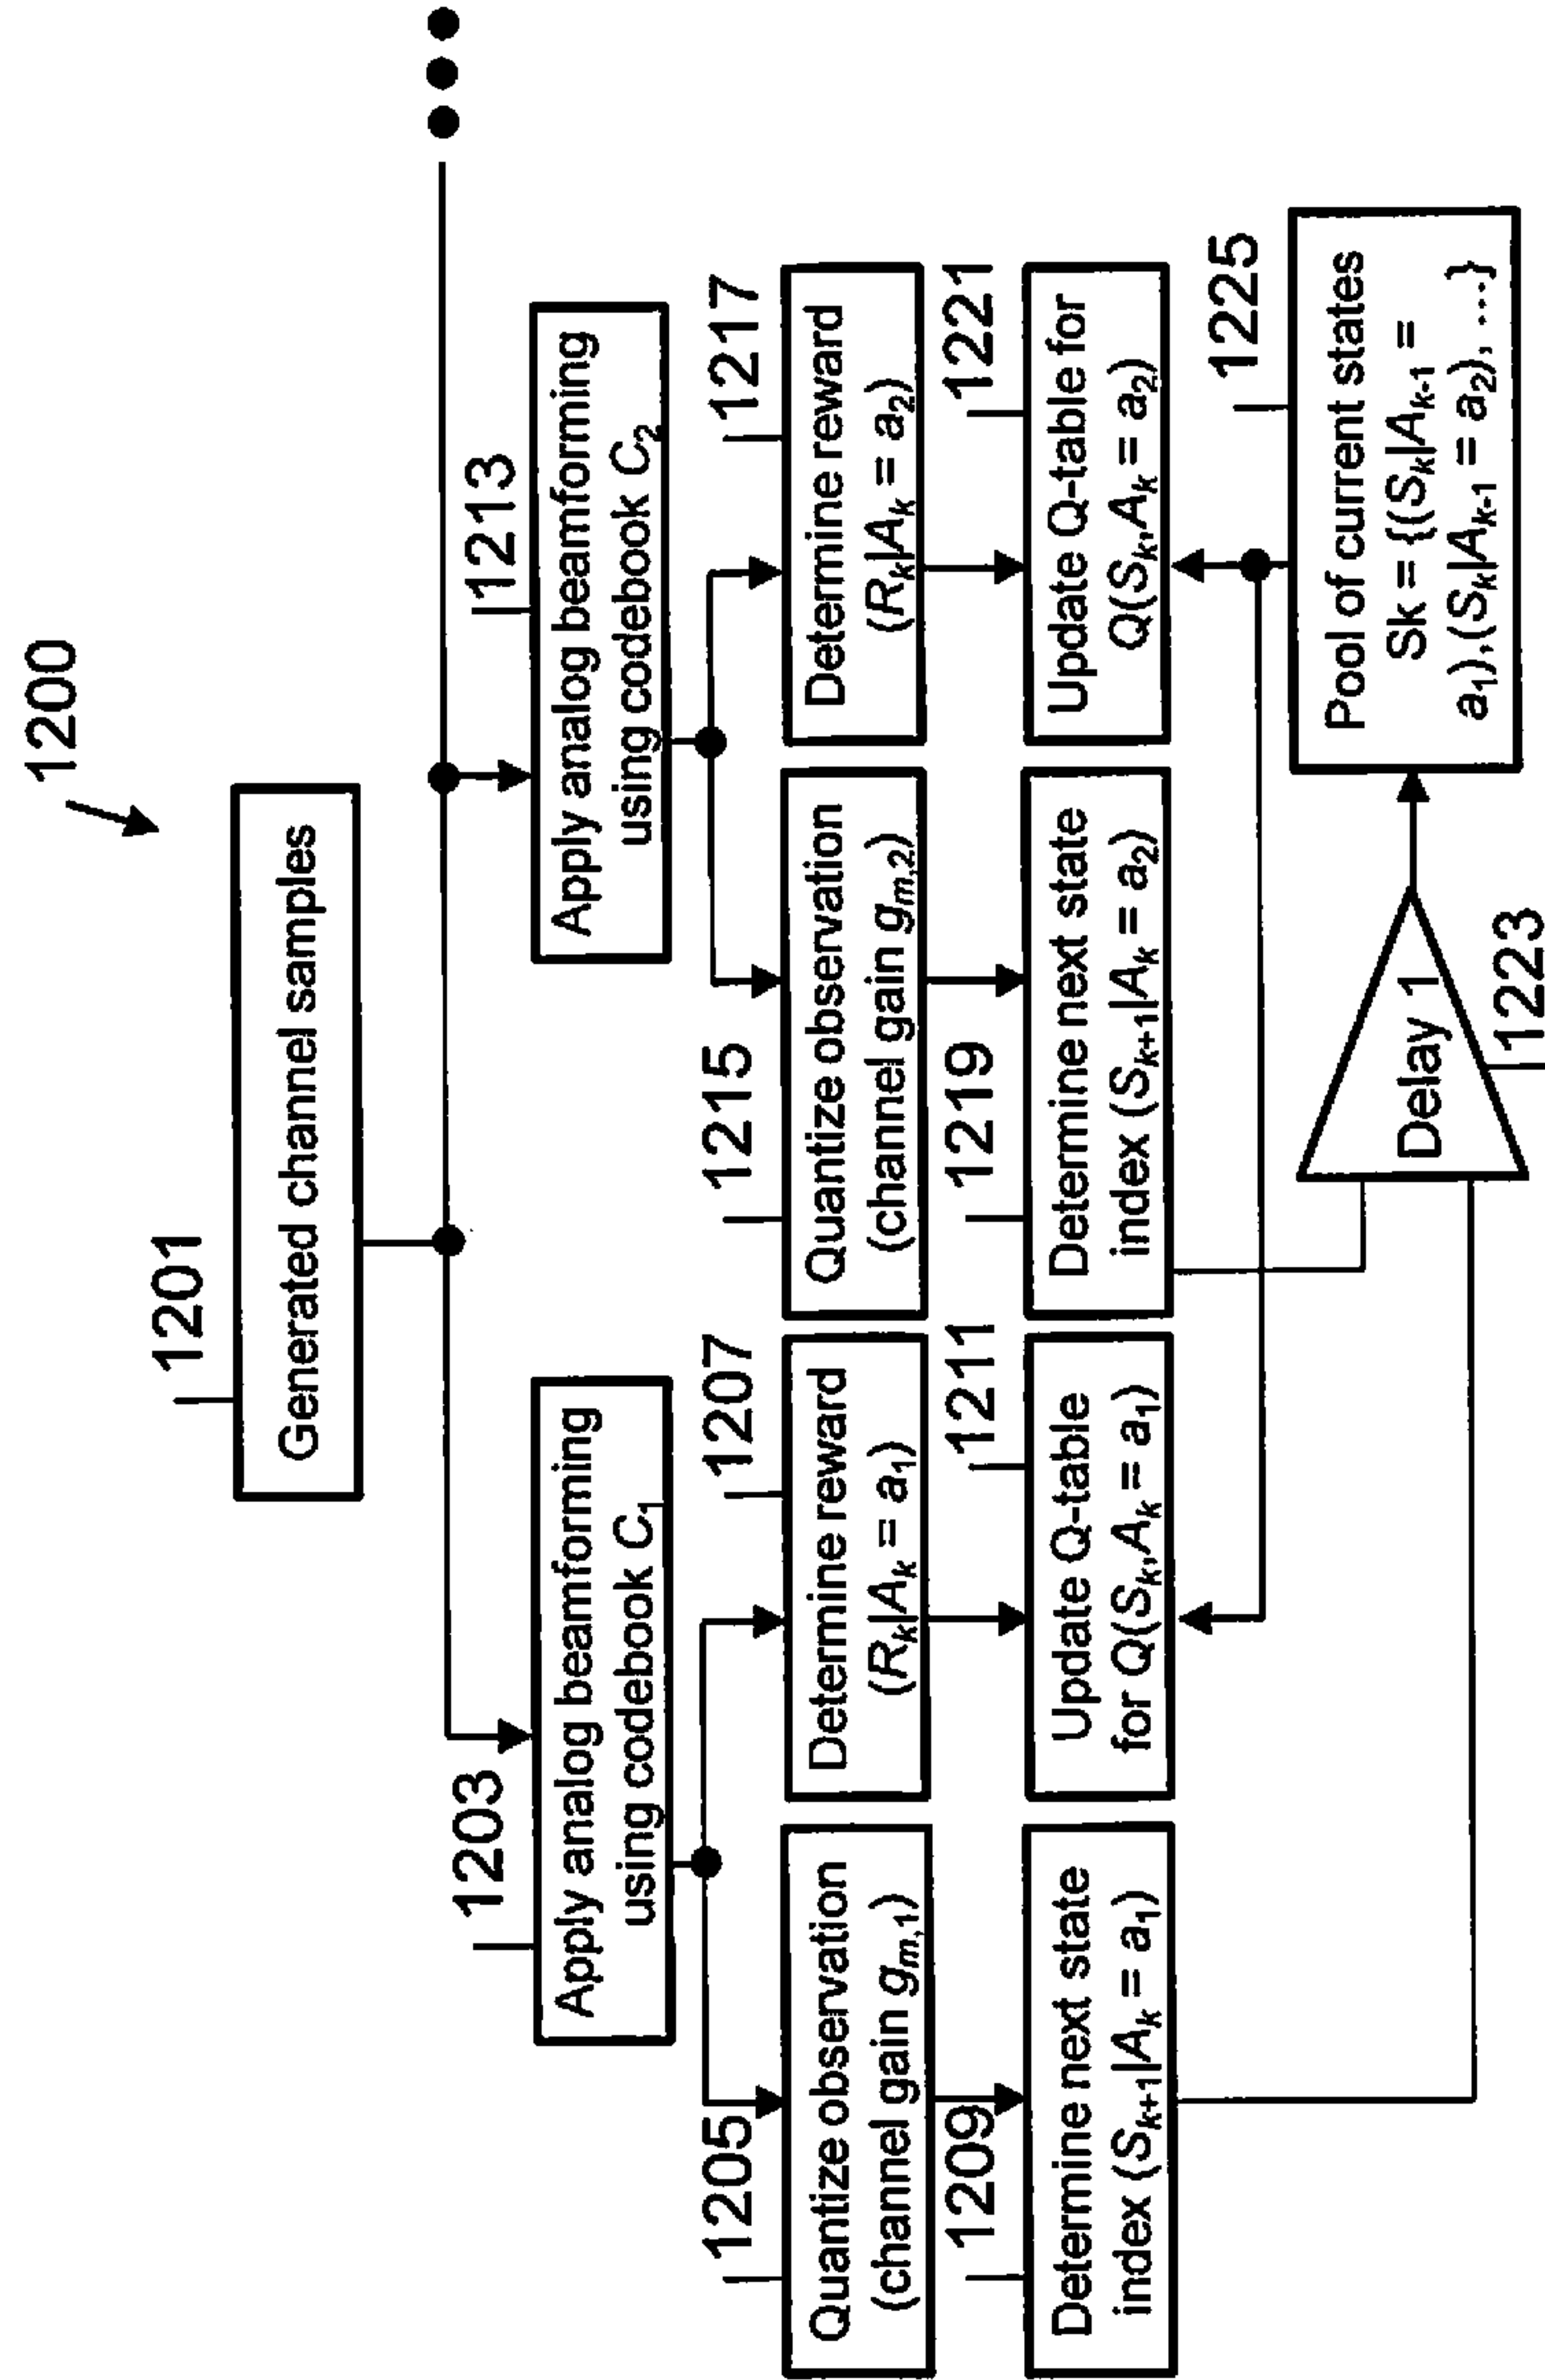 1200
1201
Generated channel samples
1203
Apply analog beamforming
using codebook C₁
1213
Apply analog beamforming
using codebook C₂
1205
Quantize observation
(channel gain gₘ,₁)
1207
Determine reward
(Rₖ|Aₖ = a₁)
1215
Quantize observation
(channel gain gₘ,₂)
1217
Determine reward
(Rₖ|Aₖ = a₂)
1209
Determine next state
index (Sₖ₊₁|Aₖ = a₁)
1211
Update Q-table
for Q(Sₖ,Aₖ = a₁)
1219
Determine next state
index (Sₖ₊₁|Aₖ = a₂)
1221
Update Q-table for
Q(Sₖ,Aₖ = a₂)
Delay 1
1223
1225
Pool of current states
Sk = {(Sₖ|Aₖ₋₁ =
a₁),(Sₖ|Aₖ₋₁ = a₂),...}